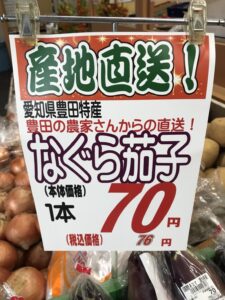 産地直送！
愛知県豊田特産
豊田の農家さんからの直送！
なぐら茄子
(本体価格)
1本 70円
(税込価格) 76円